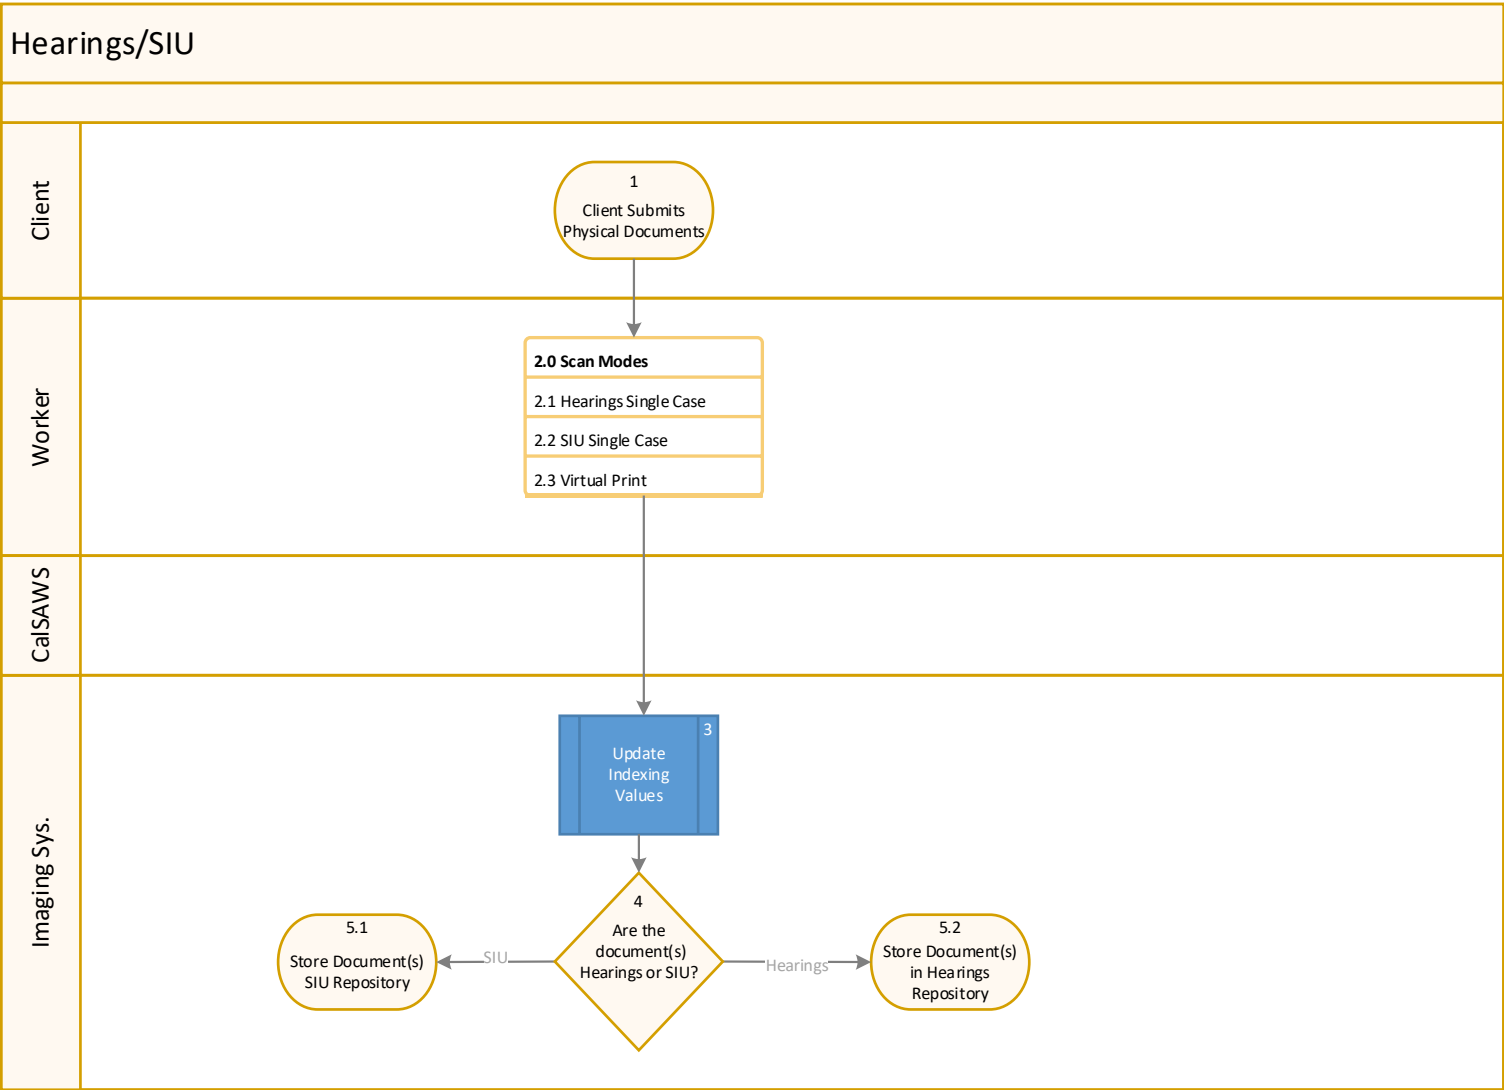 Hearings/SIU
Client
1
Client Submits
Physical Documents
Worker
2.0 Scan Modes
2.1 Hearings Single Case
2.2 SIU Single Case
2.3 Virtual Print
CalSAWS
Imaging Sys.
3
Update
Indexing
Values
4
Are the
document(s)
Hearings or SIU?
SIU
5.1
Store Document(s)
SIU Repository
Hearings
5.2
Store Document(s)
in Hearings
Repository